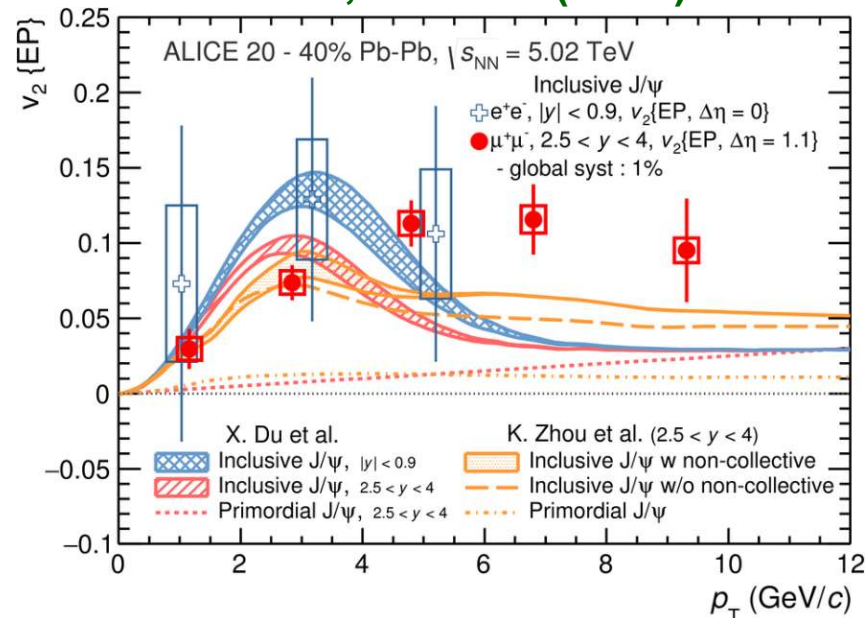 ALICE 20 - 40% Pb-Pb, √sNN = 5.02 TeV
Inclusive J/ψ
e⁺e⁻, |y| < 0.9, v₂{EP, Δη = 0}
μ⁺μ⁻, 2.5 < y < 4, v₂{EP, Δη = 1.1}
- global syst : 1%
v₂ {EP}
0.25
0.2
0.15
0.1
0.05
0
−0.05
−0.1
X. Du et al.
Inclusive J/ψ, |y| < 0.9
Inclusive J/ψ, 2.5 < y < 4
Primordial J/ψ, 2.5 < y < 4
K. Zhou et al. (2.5 < y < 4)
Inclusive J/ψ w non-collective
Inclusive J/ψ w/o non-collective
Primordial J/ψ
0 2 4 6 8 10 12
p_T (GeV/c)